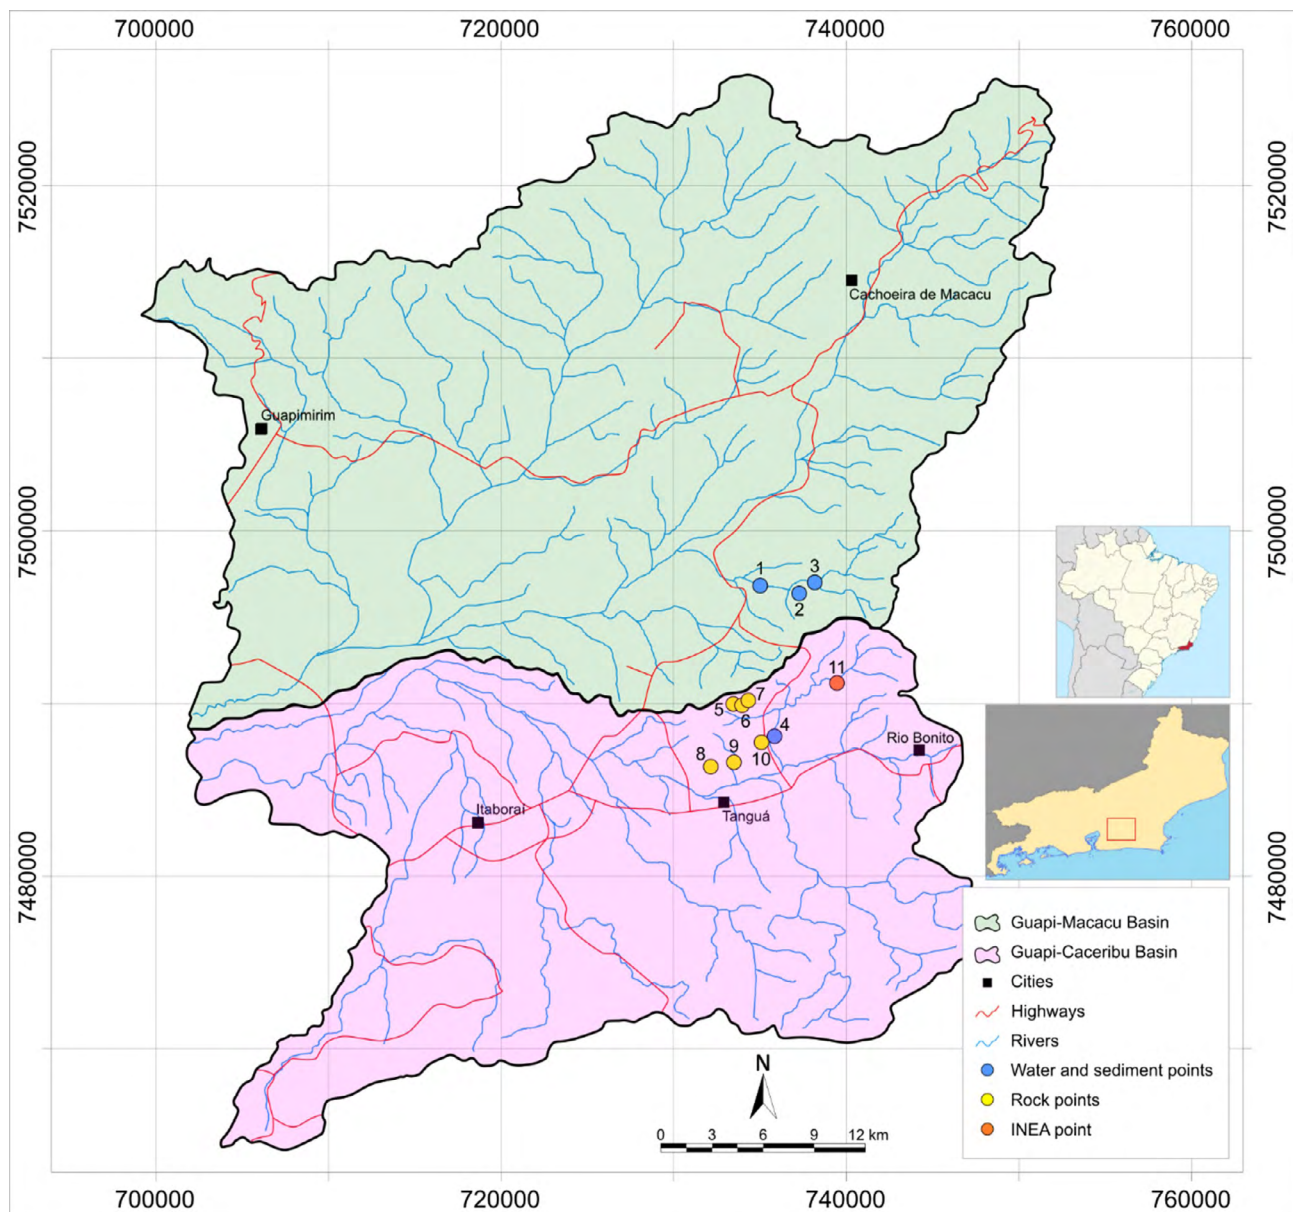 700000
720000
740000
760000
7520000
7520000
Cachoeira de Macacu
Guapimirim
7500000
7500000
1
3
2
11
7
5
6
4
8
9
10
Rio Bonito
Itaboraí
Tanguá
7480000
7480000
Guapi-Macacu Basin
Guapi-Caceribu Basin
Cities
Highways
Rivers
Water and sediment points
Rock points
INEA point
N
0 3 6 9 12 km
700000
720000
740000
760000